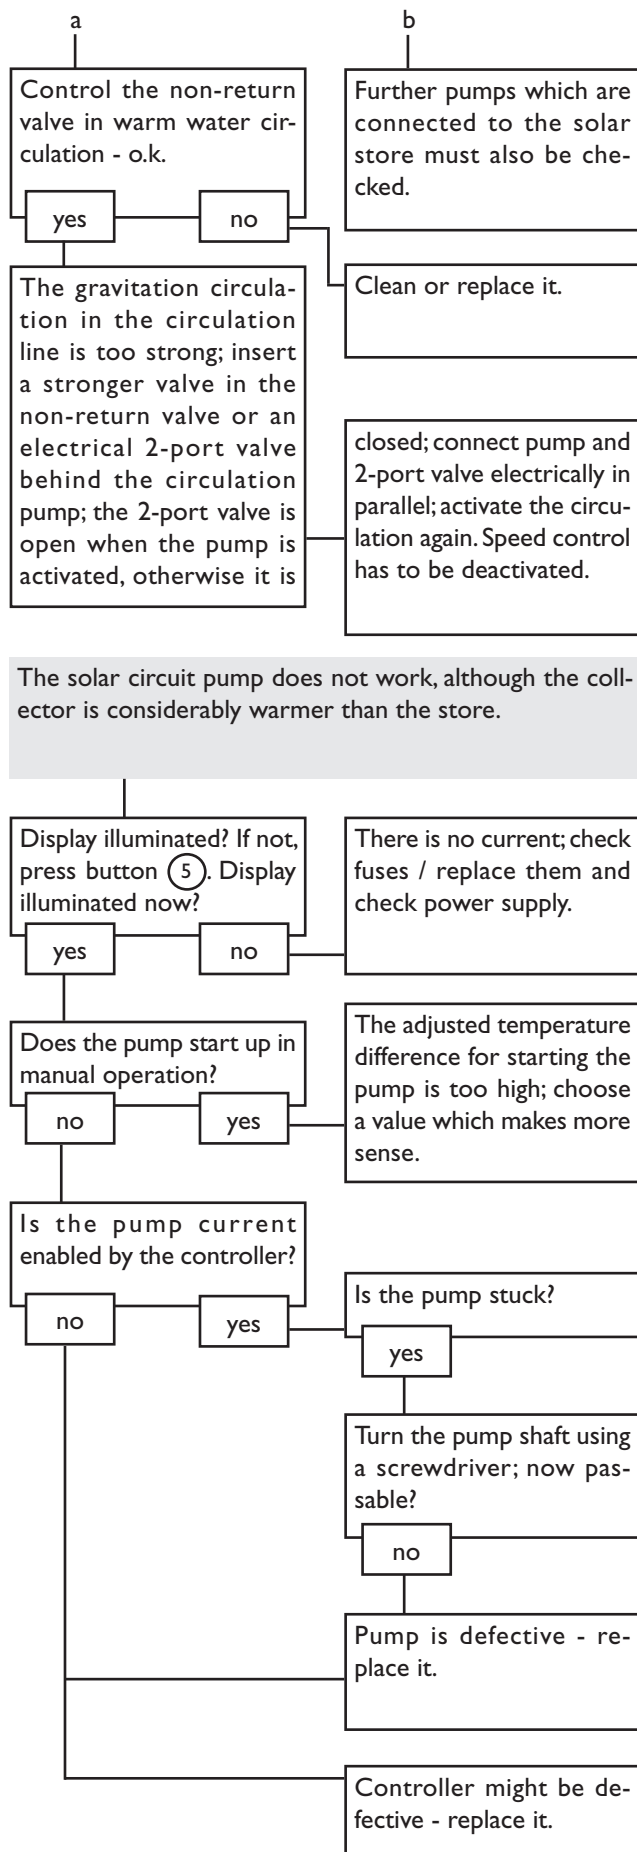 a
Control the non-return
valve in warm water cir-
culation - o.k.
yes
no
The gravitation circula-
tion in the circulation
line is too strong; insert
a stronger valve in the
non-return valve or an
electrical 2-port valve
behind the circulation
pump; the 2-port valve is
open when the pump is
activated, otherwise it is
b
Further pumps which are
connected to the solar
store must also be che-
cked.
Clean or replace it.
closed; connect pump and
2-port valve electrically in
parallel; activate the circu-
lation again. Speed control
has to be deactivated.
The solar circuit pump does not work, although the coll-
ector is considerably warmer than the store.
Display illuminated? If not,
press button 5. Display
illuminated now?
yes
no
There is no current; check
fuses / replace them and
check power supply.
Does the pump start up in
manual operation?
no
yes
The adjusted temperature
difference for starting the
pump is too high; choose
a value which makes more
sense.
Is the pump current
enabled by the controller?
no
yes
Is the pump stuck?
yes
Turn the pump shaft using
a screwdriver; now pas-
sable?
no
Pump is defective - re-
place it.
Controller might be de-
fective - replace it.